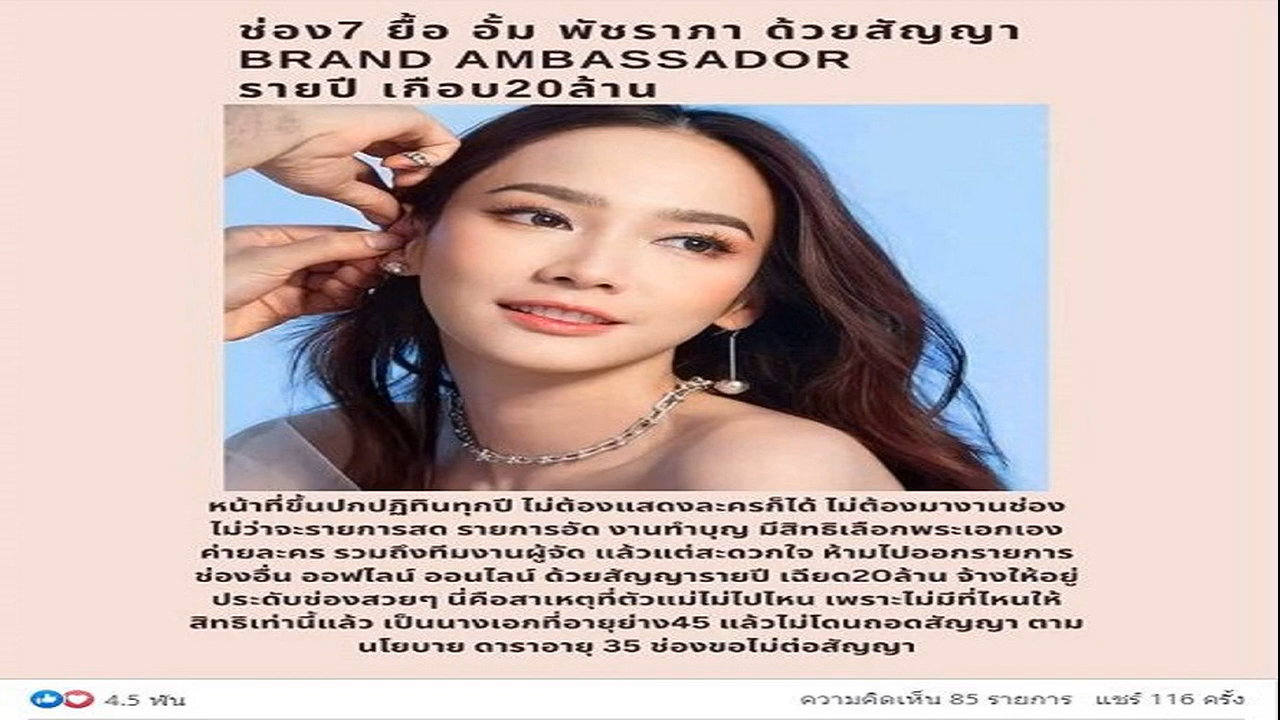 ช่อง7 ยื้อ อั้ม พัชราภา ด้วยสัญญา
BRAND AMBASSADOR
รายปี เกือบ20ล้าน
หน้าที่ขึ้นปกปฏิทินทุกปี ไม่ต้องแสดงละครก็ได้ ไม่ต้องมางานช่อง
ไม่ว่าจะรายการสด รายการอัด งานทำบุญ มีสิทธิเลือกพระเอกเอง
ค่ายละคร รวมถึงทีมงานผู้จัด แล้วแต่สะดวกใจ ห้ามไปออกรายการ
ช่องอื่น ออฟไลน์ ออนไลน์ ด้วยสัญญารายปี เฉียด20ล้าน จ้างให้อยู่
ประดับช่องสวยๆ นี่คือสาเหตุที่ตัวแม่ไม่ไปไหน เพราะไม่มีที่ไหนให้
สิทธิเท่านี้แล้ว เป็นนางเอกที่อายุย่าง45 แล้วไม่โดนถอดสัญญา ตาม
นโยบาย ดาราอายุ 35 ช่องขอไม่ต่อสัญญา
4.5 พัน
ความคิดเห็น 85 รายการ แชร์ 116 ครั้ง